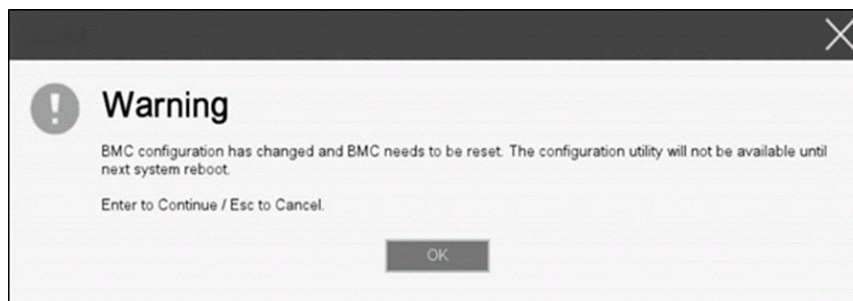 Warning
BMC configuration has changed and BMC needs to be reset. The configuration utility will not be available until
next system reboot.
Enter to Continue / Esc to Cancel.
OK